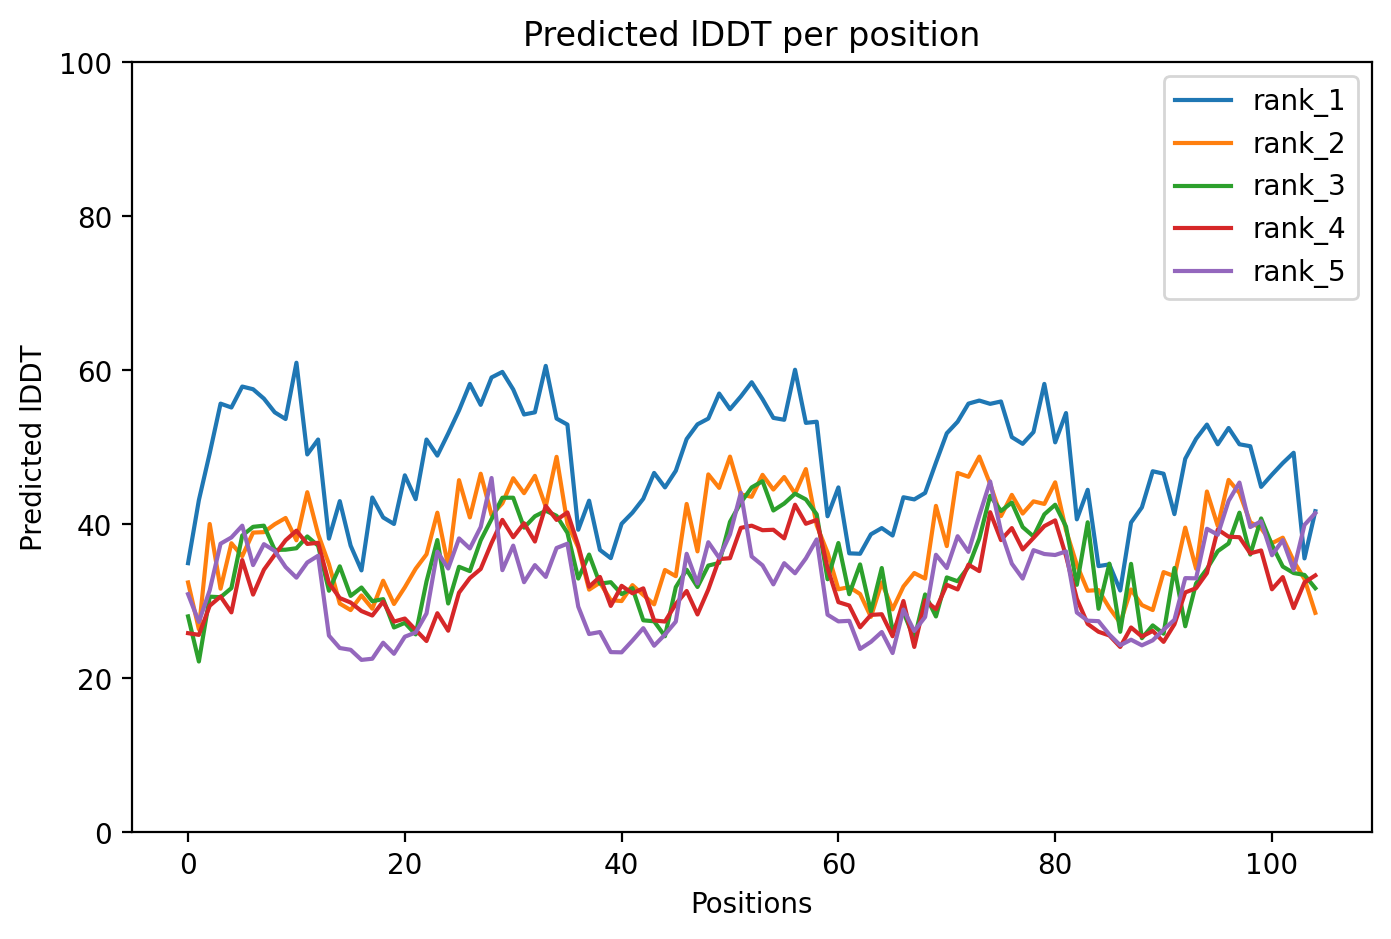 Predicted lDDT per position
100
80
60
40
20
0
Predicted lDDT
0 20 40 60 80 100
Positions
rank_1
rank_2
rank_3
rank_4
rank_5